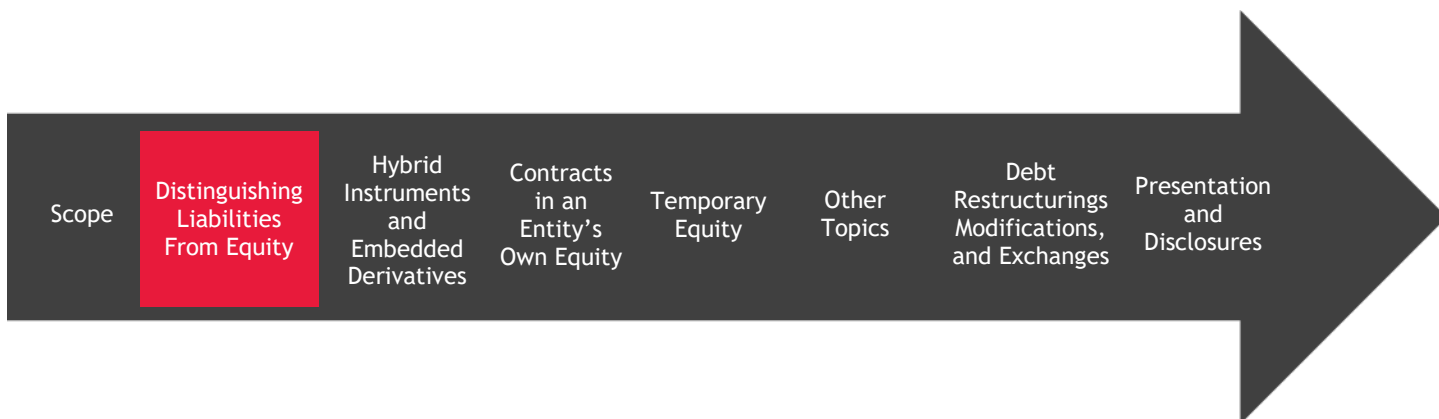 Scope
Distinguishing
Liabilities
From Equity
Hybrid
Instruments
and
Embedded
Derivatives
Contracts
in an
Entity’s
Own Equity
Temporary
Equity
Other
Topics
Debt
Restructurings
Modifications,
and Exchanges
Presentation
and
Disclosures